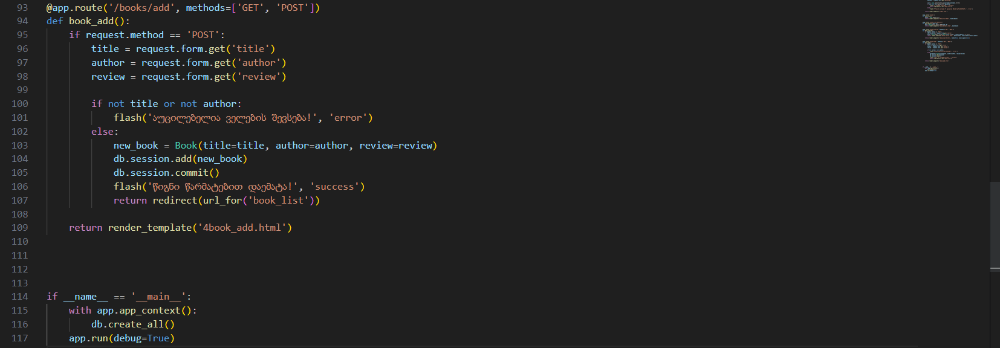 93 @app.route('/books/add', methods=['GET', 'POST'])
94 def book_add():
95     if request.method == 'POST':
96         title = request.form.get('title')
97         author = request.form.get('author')
98         review = request.form.get('review')
99
100         if not title or not author:
101             flash('აუცილებელია ველების შევსება!', 'error')
102         else:
103             new_book = Book(title=title, author=author, review=review)
104             db.session.add(new_book)
105             db.session.commit()
106             flash('წიგნი წარმატებით დაემატა!', 'success')
107             return redirect(url_for('book_list'))
108
109     return render_template('4book_add.html')
110
111
112
113
114 if __name__ == '__main__':
115     with app.app_context():
116         db.create_all()
117     app.run(debug=True)